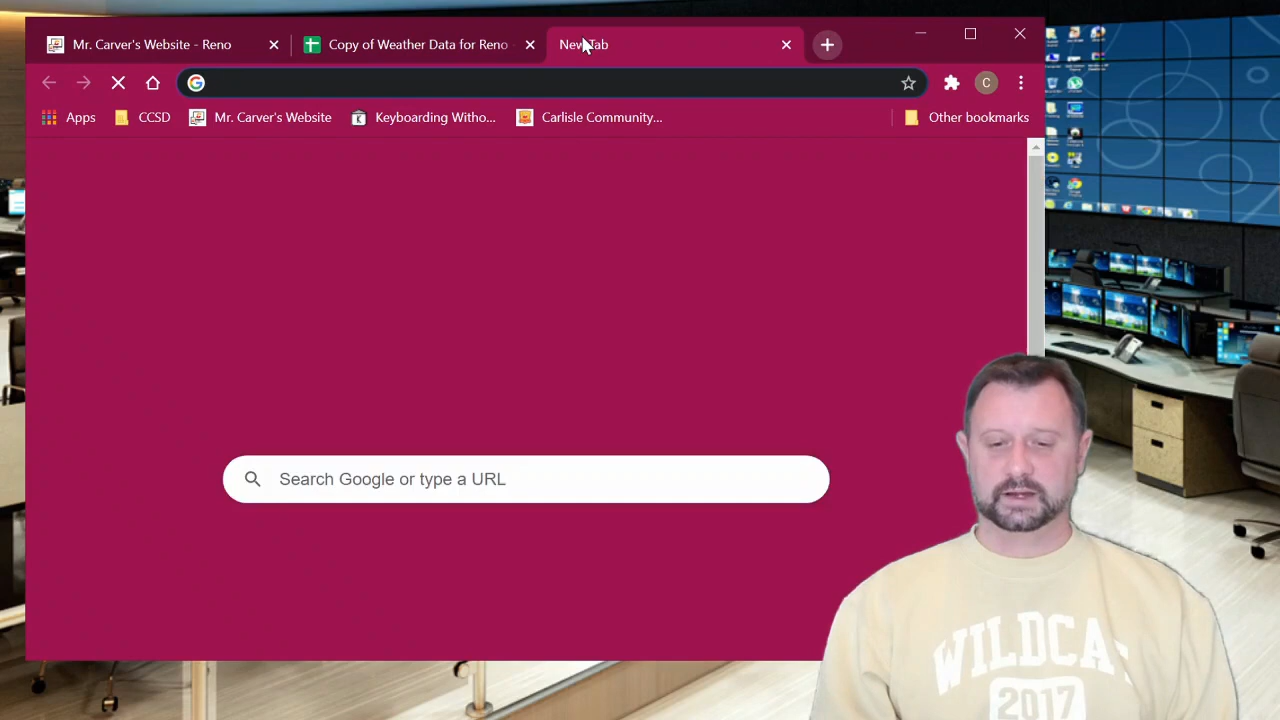 Mr. Carver's Website - Reno
Copy of Weather Data for Reno
New Tab
Apps
CCSD
Mr. Carver's Website
Keyboarding Witho...
Carlisle Community...
Other bookmarks
C
Search Google or type a URL
WILDCA
2017